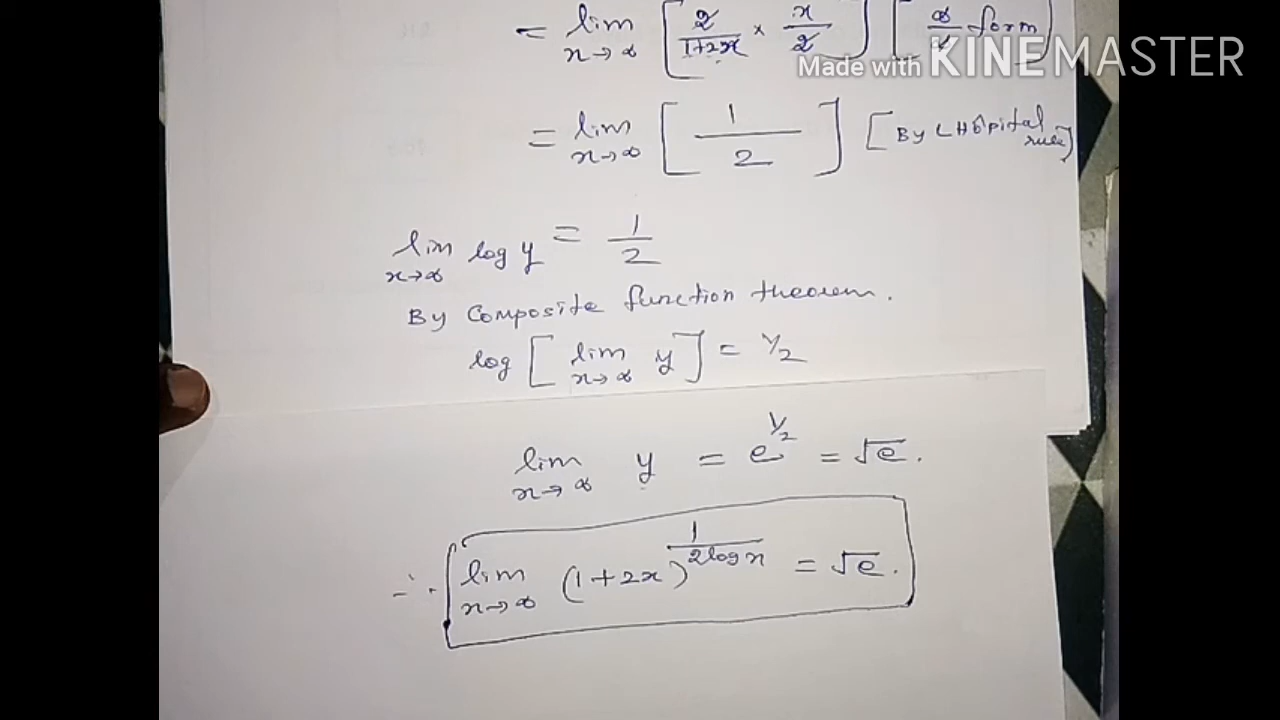 = lim x→∞ [ 2/(1+2x) × x/2 ] [ ∞/∞ form ]
Made with KINEMASTER
= lim x→∞ [ 1/2 ] [ By L Hôpital rule ]
lim x→∞ log y = 1/2
By Composite function theorem.
log [ lim x→∞ y ] = 1/2
lim x→∞ y = e^(1/2) = √e.
∴ lim x→∞ (1+2x)^(1/(2log x)) = √e.